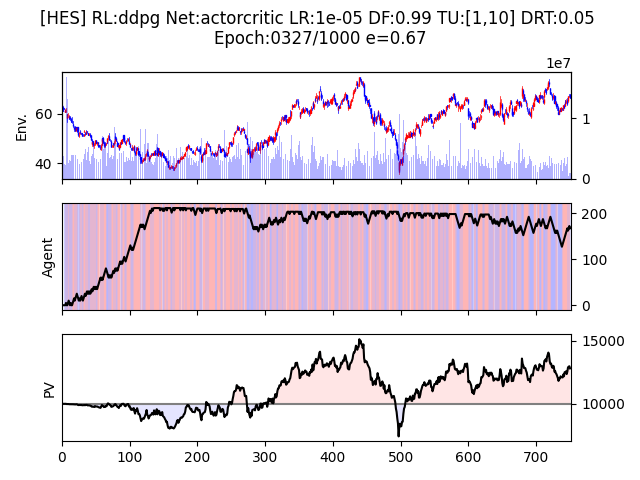 [HES] RL:ddpg Net:actorcritic LR:1e-05 DF:0.99 TU:[1,10] DRT:0.05
Epoch:0327/1000 e=0.67
1e7
Env.
60
40
1
0
Agent
200
100
0
PV
15000
10000
0 100 200 300 400 500 600 700